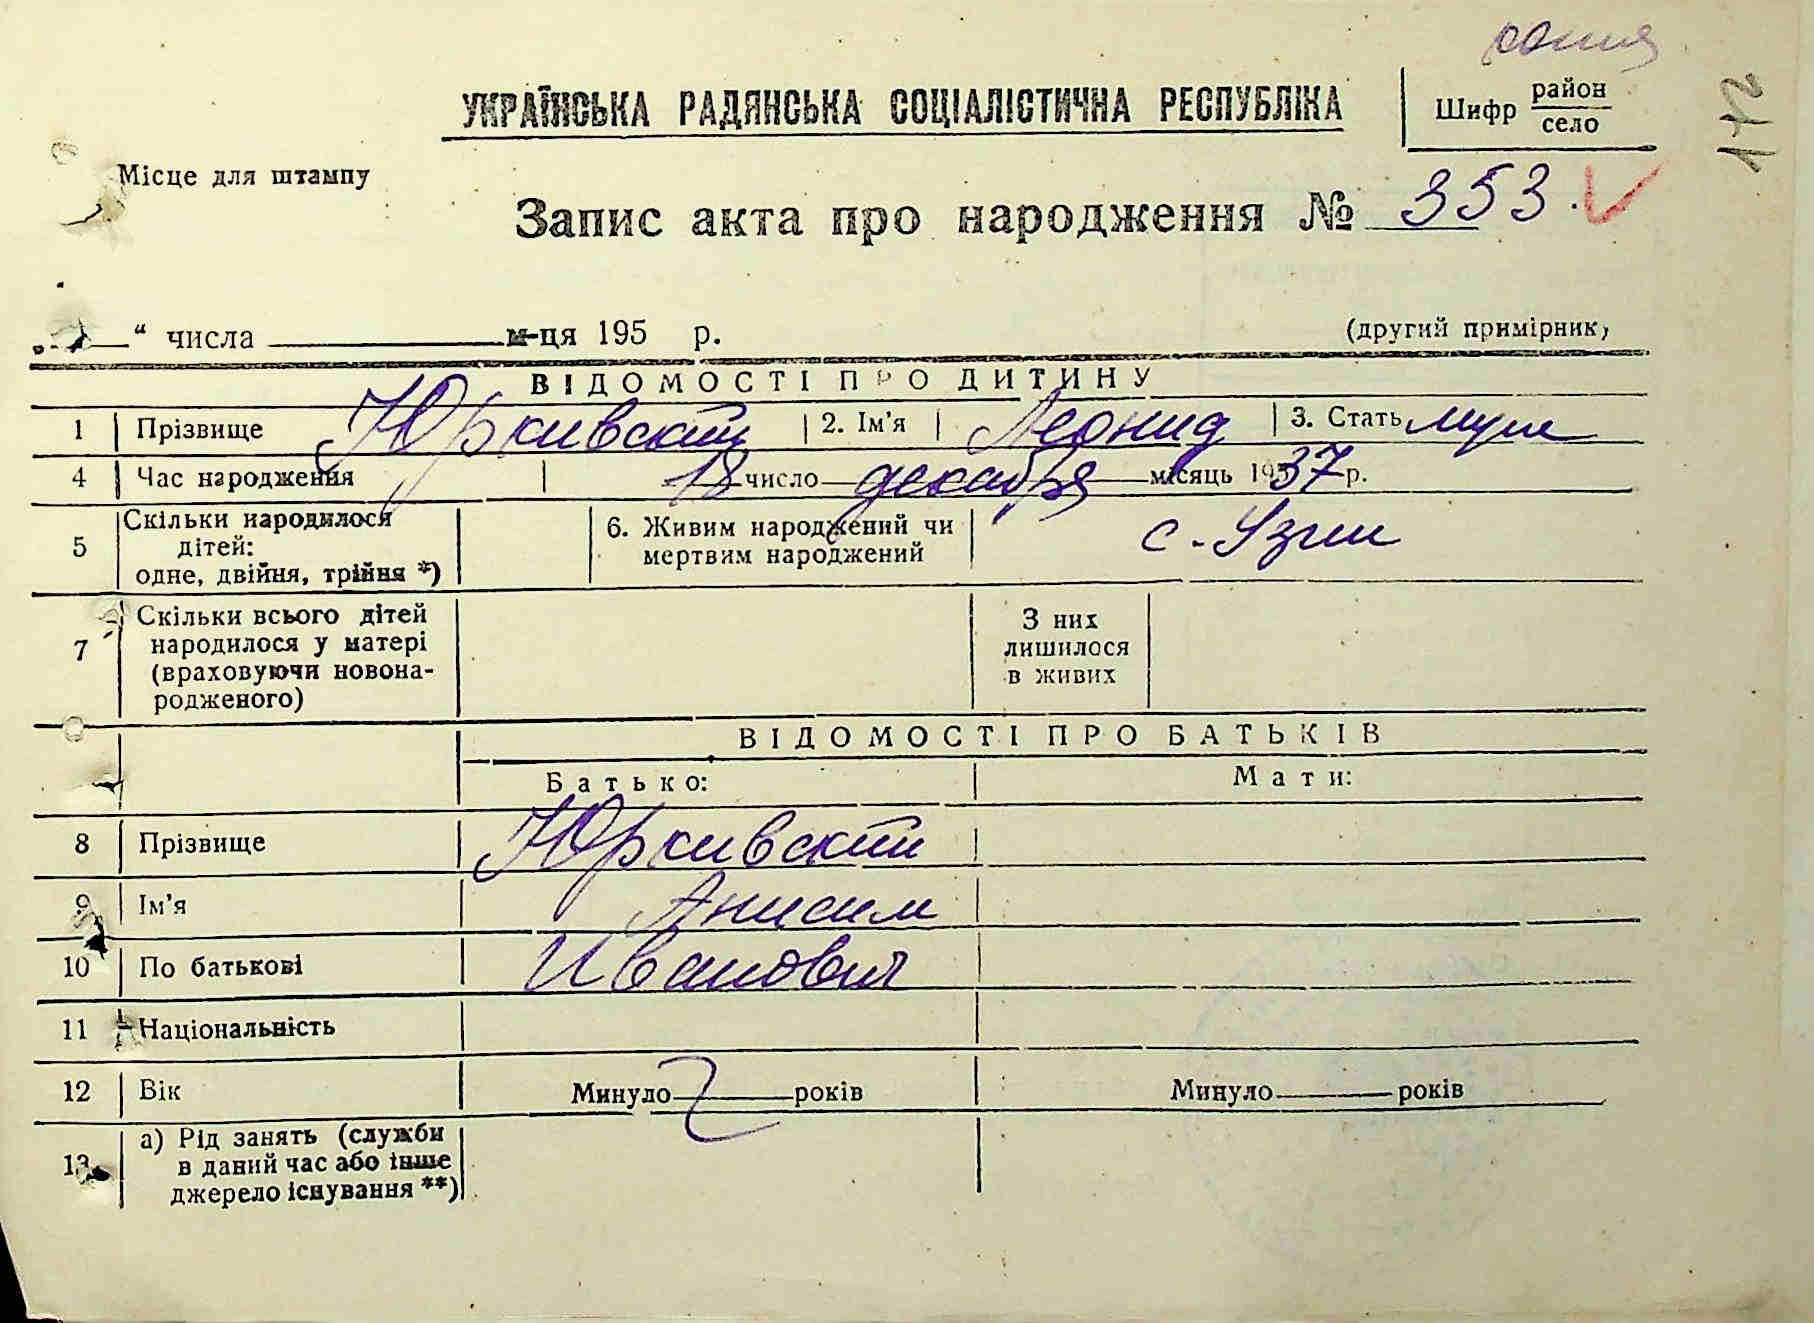 копия
УКРАЇНСЬКА РАДЯНСЬКА СОЦІАЛІСТИЧНА РЕСПУБЛІКА
Шифр район
село
172
Місце для штампу
Запис акта про народження № 353.
“ числа м-ця 195 р.
(другий примірник)
ВІДОМОСТІ ПРО ДИТИНУ
1 Прізвище Юркивский 2. Ім’я Леонид 3. Стать муж
4 Час народження 18 число декабря місяць 1937 р.
5 Скільки народилося дітей: одне, двійня, трійня *) 6. Живим народжений чи мертвим народжений с. Узин
7 Скільки всього дітей народилося у матері (враховуючи новонародженого) З них лишилося в живих
ВІДОМОСТІ ПРО БАТЬКІВ
Батько: Мати:
8 Прізвище Юркивский
9 Ім’я Анисим
10 По батькові Иванович
11 Національність
12 Вік Минуло років Минуло років
13 а) Рід занять (служби в даний час або інше джерело існування **)